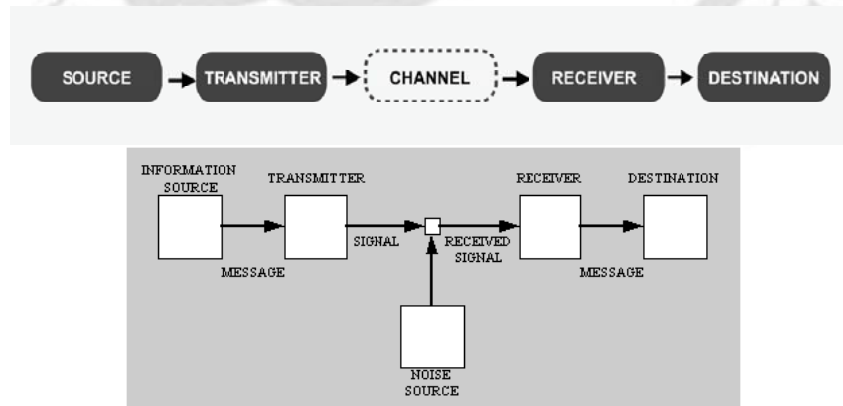 SOURCE TRANSMITTER CHANNEL RECEIVER DESTINATION
INFORMATION
SOURCE
TRANSMITTER
RECEIVER
DESTINATION
SIGNAL
RECEIVED
SIGNAL
MESSAGE
MESSAGE
NOISE
SOURCE